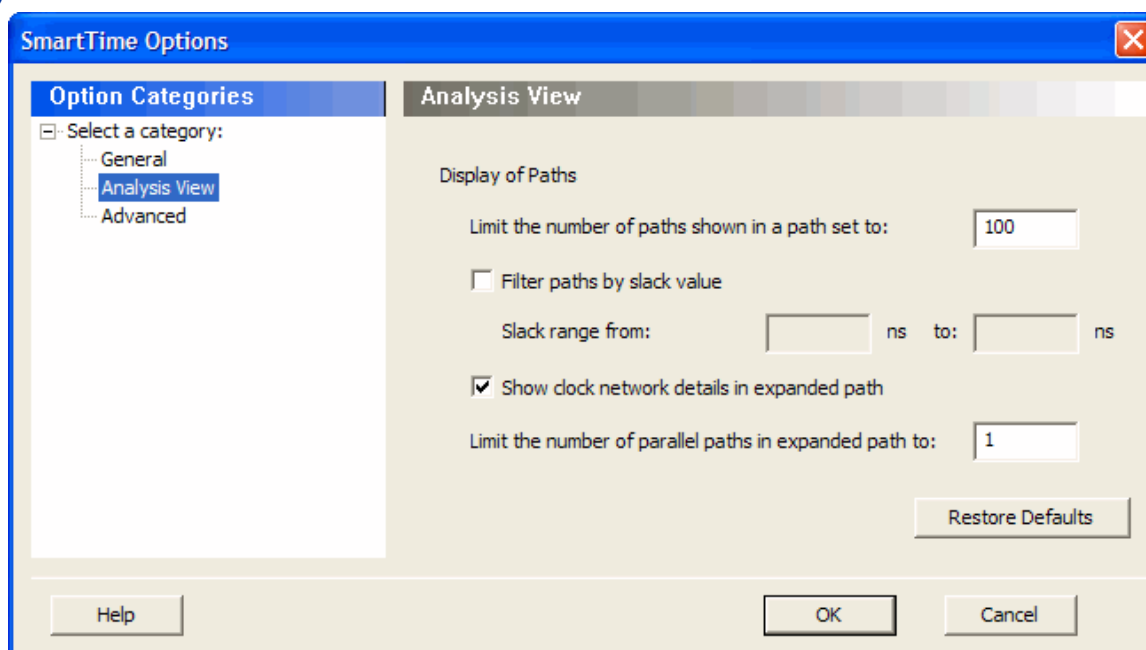 SmartTime Options
Option Categories
Select a category:
General
Analysis View
Advanced
Analysis View
Display of Paths
Limit the number of paths shown in a path set to: 100
Filter paths by slack value
Slack range from: ns to: ns
Show clock network details in expanded path
Limit the number of parallel paths in expanded path to: 1
Restore Defaults
Help OK Cancel